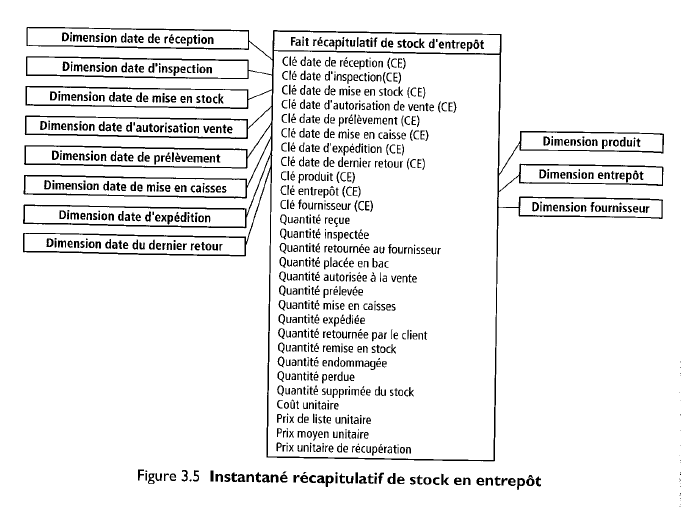 Dimension date de réception
Dimension date d'inspection
Dimension date de mise en stock
Dimension date d'autorisation vente
Dimension date de prélèvement
Dimension date de mise en caisses
Dimension date d'expédition
Dimension date du dernier retour
Fait récapitulatif de stock d'entrepôt
Clé date de réception (CE)
Clé date d'inspection(CE)
Clé date de mise en stock (CE)
Clé date d'autorisation de vente (CE)
Clé date de prélèvement (CE)
Clé date de mise en caisse (CE)
Clé date d'expédition (CE)
Clé date de dernier retour (CE)
Clé produit (CE)
Clé entrepôt (CE)
Clé fournisseur (CE)
Quantité reçue
Quantité inspectée
Quantité retournée au fournisseur
Quantité placée en bac
Quantité autorisée à la vente
Quantité prélevée
Quantité mise en caisses
Quantité expédiée
Quantité retournée par le client
Quantité remise en stock
Quantité endommagée
Quantité perdue
Quantité supprimée du stock
Coût unitaire
Prix de liste unitaire
Prix moyen unitaire
Prix unitaire de récupération
Dimension produit
Dimension entrepôt
Dimension fournisseur
Figure 3.5 Instantané récapitulatif de stock en entrepôt